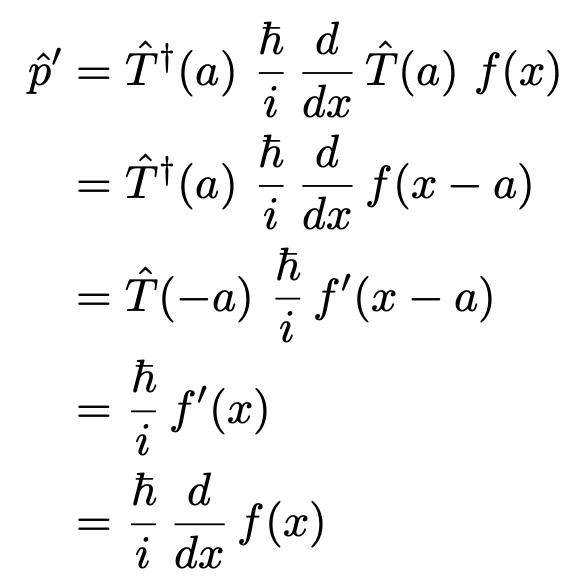 p̂′ = T̂†(a) ħ/i d/dx T̂(a) f(x)
= T̂†(a) ħ/i d/dx f(x − a)
= T̂(−a) ħ/i f′(x − a)
= ħ/i f′(x)
= ħ/i d/dx f(x)